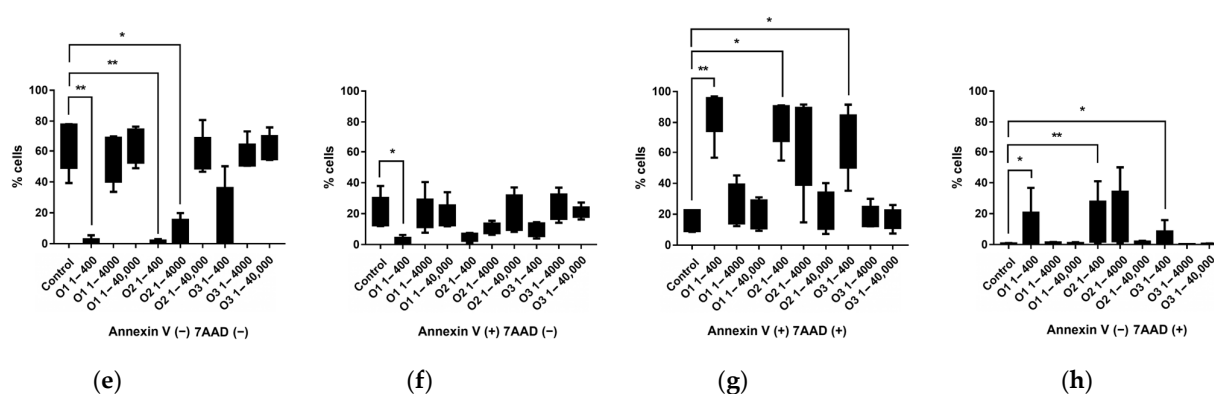 *
**
**
100
80
60
40
20
0
% cells
Control
O1 1–400
O1 1–4000
O1 1–40,000
O2 1–400
O2 1–4000
O2 1–40,000
O3 1–400
O3 1–4000
O3 1–40,000
Annexin V (−) 7AAD (−)
(e)
*
100
80
60
40
20
0
% cells
Control
O1 1–400
O1 1–4000
O1 1–40,000
O2 1–400
O2 1–4000
O2 1–40,000
O3 1–400
O3 1–4000
O3 1–40,000
Annexin V (+) 7AAD (−)
(f)
*
*
**
100
80
60
40
20
0
% cells
Control
O1 1–400
O1 1–4000
O1 1–40,000
O2 1–400
O2 1–4000
O2 1–40,000
O3 1–400
O3 1–4000
O3 1–40,000
Annexin V (+) 7AAD (+)
(g)
*
**
*
100
80
60
40
20
0
% cells
Control
O1 1–400
O1 1–4000
O1 1–40,000
O2 1–400
O2 1–4000
O2 1–40,000
O3 1–400
O3 1–4000
O3 1–40,000
Annexin V (−) 7AAD (+)
(h)